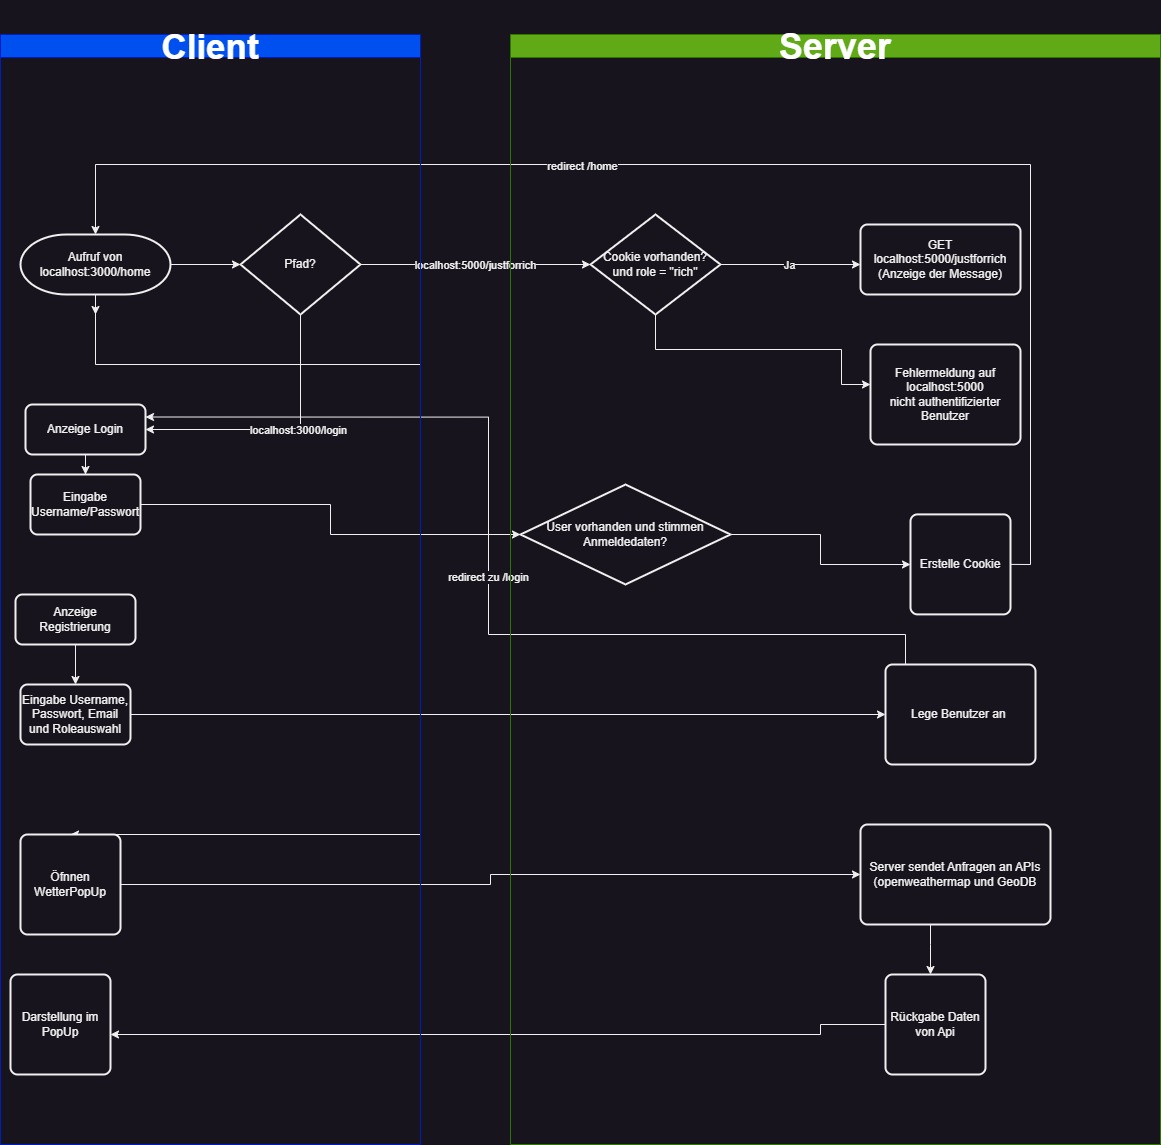 Client
Server
redirect /home
Aufruf von
localhost:3000/home
Pfad?
localhost:5000/justforrich
Cookie vorhanden?
und role = "rich"
Ja
GET
localhost:5000/justforrich
(Anzeige der Message)
Fehlermeldung auf
localhost:5000
nicht authentifizierter
Benutzer
Anzeige Login
localhost:3000/login
Eingabe
Username/Passwort
User vorhanden und stimmen
Anmeldedaten?
Erstelle Cookie
redirect zu /login
Anzeige
Registrierung
Eingabe Username,
Passwort, Email
und Roleauswahl
Lege Benutzer an
Öfnnen
WetterPopUp
Server sendet Anfragen an APIs
(openweathermap und GeoDB
Darstellung im
PopUp
Rückgabe Daten
von Api